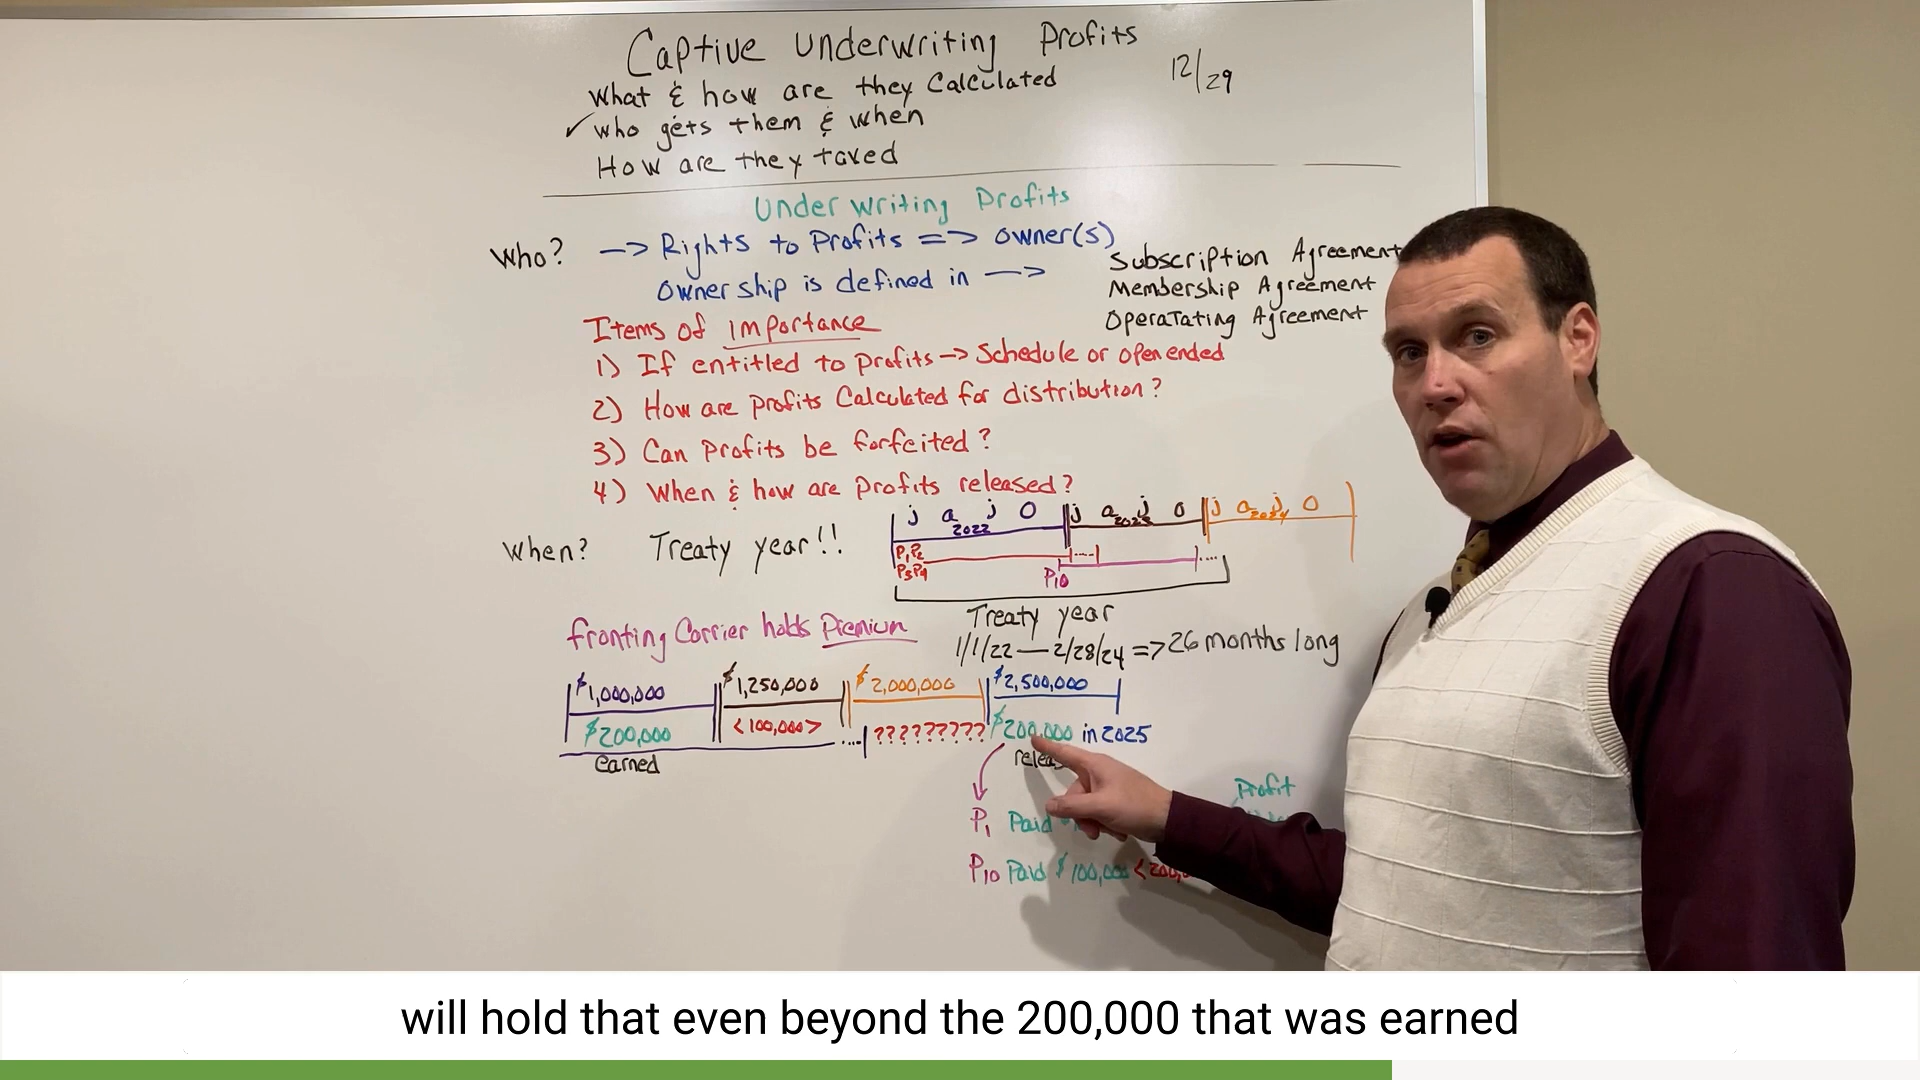 Captive Underwriting Profits
12/29
What & how are they Calculated
✓ who gets them & when
How are they taxed
Underwriting Profits
Who? --> Rights to Profits => owner(s)
Ownership is defined in -->
Subscription Agreement
Membership Agreement
OperaTating Agreement
Items of importance
1) If entitled to profits -> Schedule or open ended
2) How are profits Calculated for distribution?
3) Can Profits be forfeited?
4) When & how are profits released?
When? Treaty year!!
j a j O j a j o j a j O
2022 2023 2024
P1 P2
P3 P4
P10
Treaty year
1/1/22 — 2/28/24 => 26 months long
fronting Carrier holds Premium
$1,000,000 $1,250,000 $2,000,000 $2,500,000
$200,000 <100,000> ????????? $200,000 in 2025
earned
Profit
P1 Paid
P10 Paid $100,000
will hold that even beyond the 200,000 that was earned